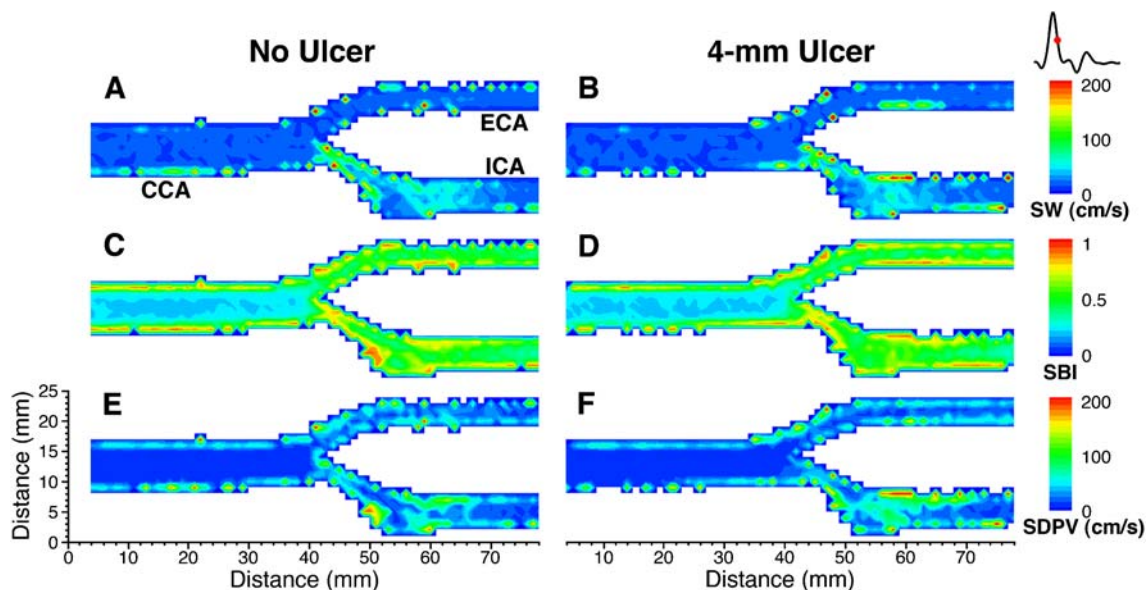 No Ulcer
4-mm Ulcer
A
B
ECA
ICA
CCA
200
100
0
SW (cm/s)
C
D
1
0.5
0
SBI
E
F
25
20
15
10
5
0
Distance (mm)
200
100
0
SDPV (cm/s)
0 10 20 30 40 50 60 70
10 20 30 40 50 60 70
Distance (mm)
Distance (mm)